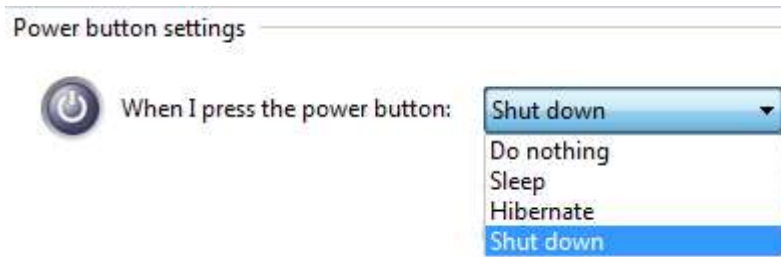 Power button settings
When I press the power button: Shut down
Do nothing
Sleep
Hibernate
Shut down